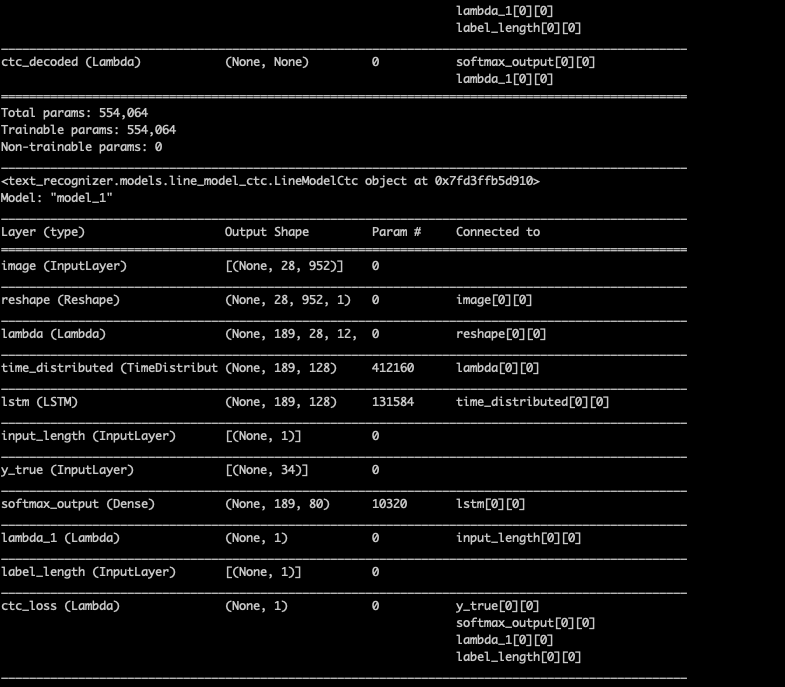 lambda_1[0][0]
label_length[0][0]
ctc_decoded (Lambda) (None, None) 0 softmax_output[0][0]
lambda_1[0][0]
Total params: 554,064
Trainable params: 554,064
Non-trainable params: 0
<text_recognizer.models.line_model_ctc.LineModelCtc object at 0x7fd3ffb5d910>
Model: "model_1"
Layer (type) Output Shape Param # Connected to
image (InputLayer) [(None, 28, 952)] 0
reshape (Reshape) (None, 28, 952, 1) 0 image[0][0]
lambda (Lambda) (None, 189, 28, 12, 0 reshape[0][0]
time_distributed (TimeDistribut (None, 189, 128) 412160 lambda[0][0]
lstm (LSTM) (None, 189, 128) 131584 time_distributed[0][0]
input_length (InputLayer) [(None, 1)] 0
y_true (InputLayer) [(None, 34)] 0
softmax_output (Dense) (None, 189, 80) 10320 lstm[0][0]
lambda_1 (Lambda) (None, 1) 0 input_length[0][0]
label_length (InputLayer) [(None, 1)] 0
ctc_loss (Lambda) (None, 1) 0 y_true[0][0]
softmax_output[0][0]
lambda_1[0][0]
label_length[0][0]